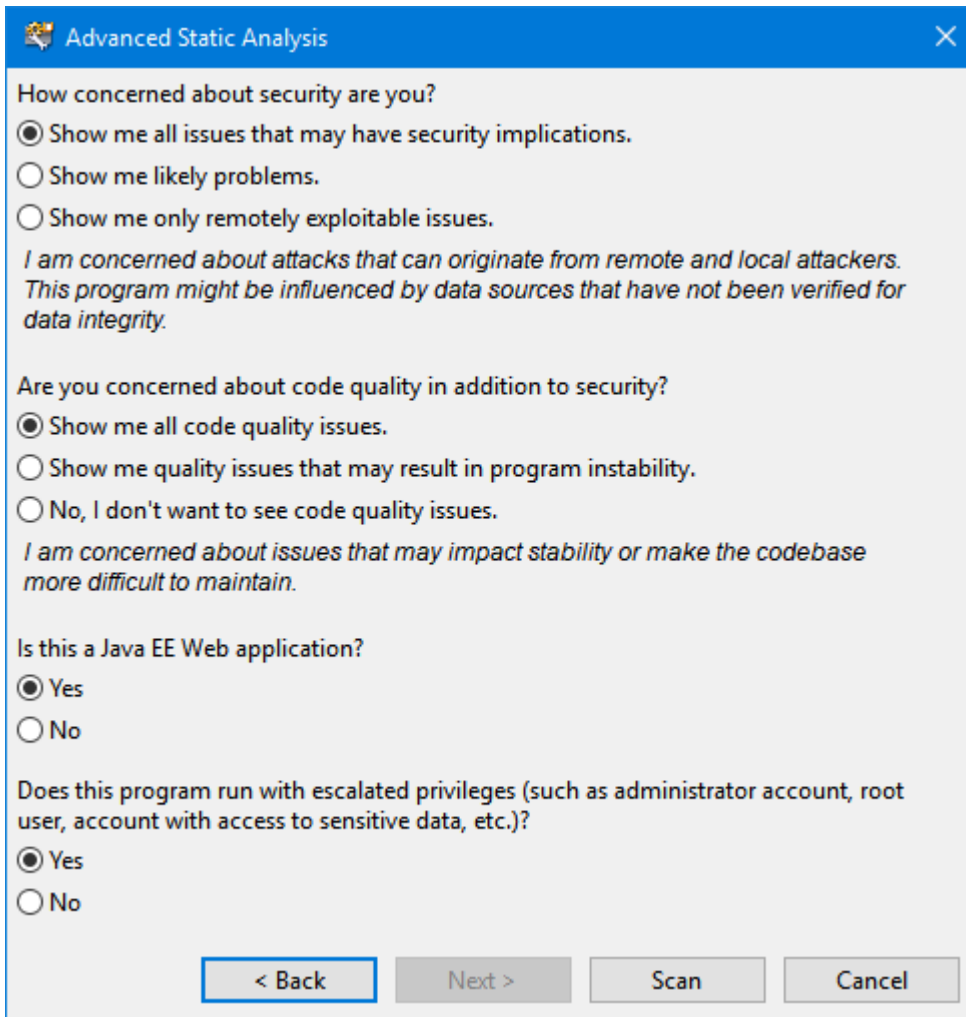 Advanced Static Analysis
How concerned about security are you?
Show me all issues that may have security implications.
Show me likely problems.
Show me only remotely exploitable issues.
I am concerned about attacks that can originate from remote and local attackers.
This program might be influenced by data sources that have not been verified for
data integrity.
Are you concerned about code quality in addition to security?
Show me all code quality issues.
Show me quality issues that may result in program instability.
No, I don't want to see code quality issues.
I am concerned about issues that may impact stability or make the codebase
more difficult to maintain.
Is this a Java EE Web application?
Yes
No
Does this program run with escalated privileges (such as administrator account, root
user, account with access to sensitive data, etc.)?
Yes
No
< Back Next > Scan Cancel